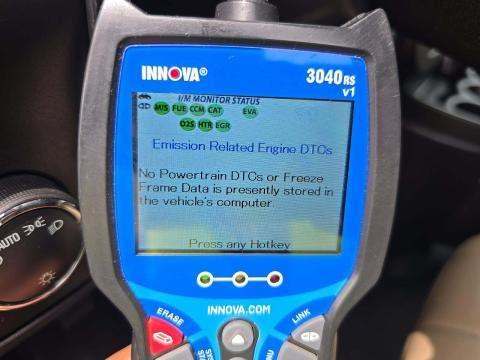 INNOVA®
3040RS
v1
I/M MONITOR STATUS
MIS FUE CCM CAT EVA
O2S HTR EGR
Emission Related Engine DTCs
No Powertrain DTCs or Freeze
Frame Data is presently stored in
the vehicle's computer.
Press any Hotkey
INNOVA.COM
ERASE
LINK
AUTO